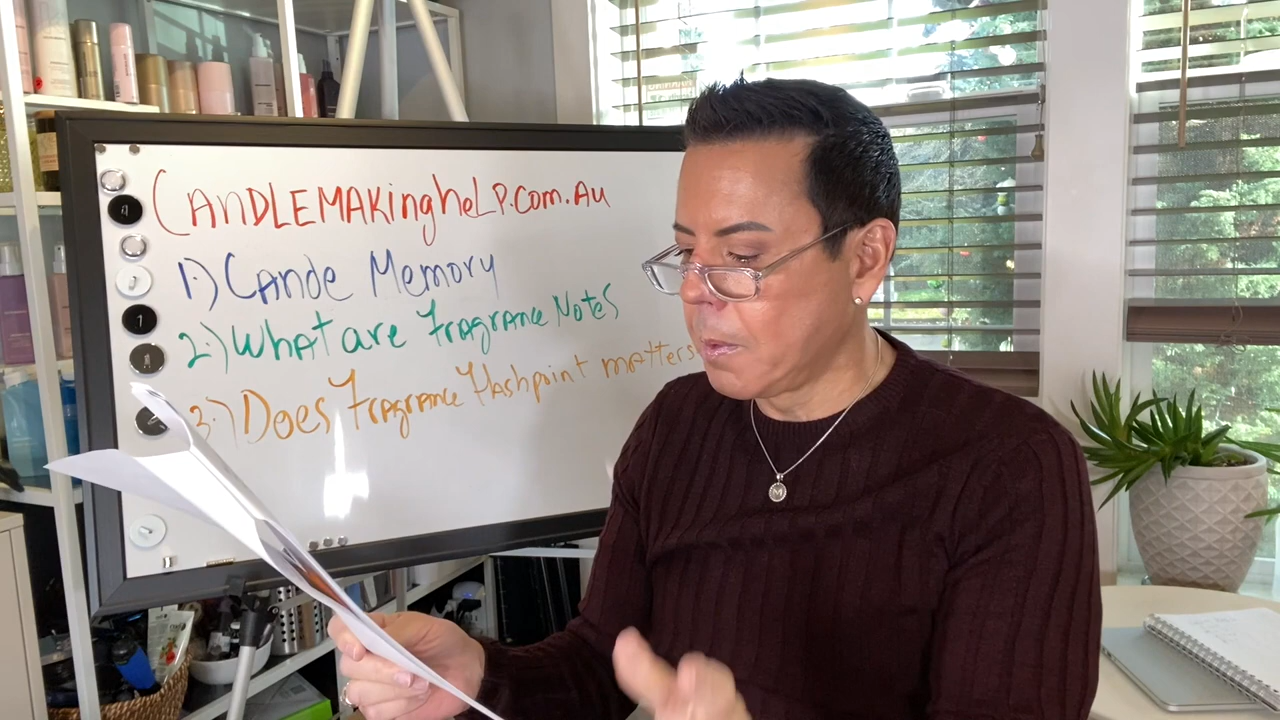 CANDLEMAKingheLP.com.Au
1.) Cande Memory
2.) What are Fragrance Notes
3.) Does Fragrance Flashpoint matters
M